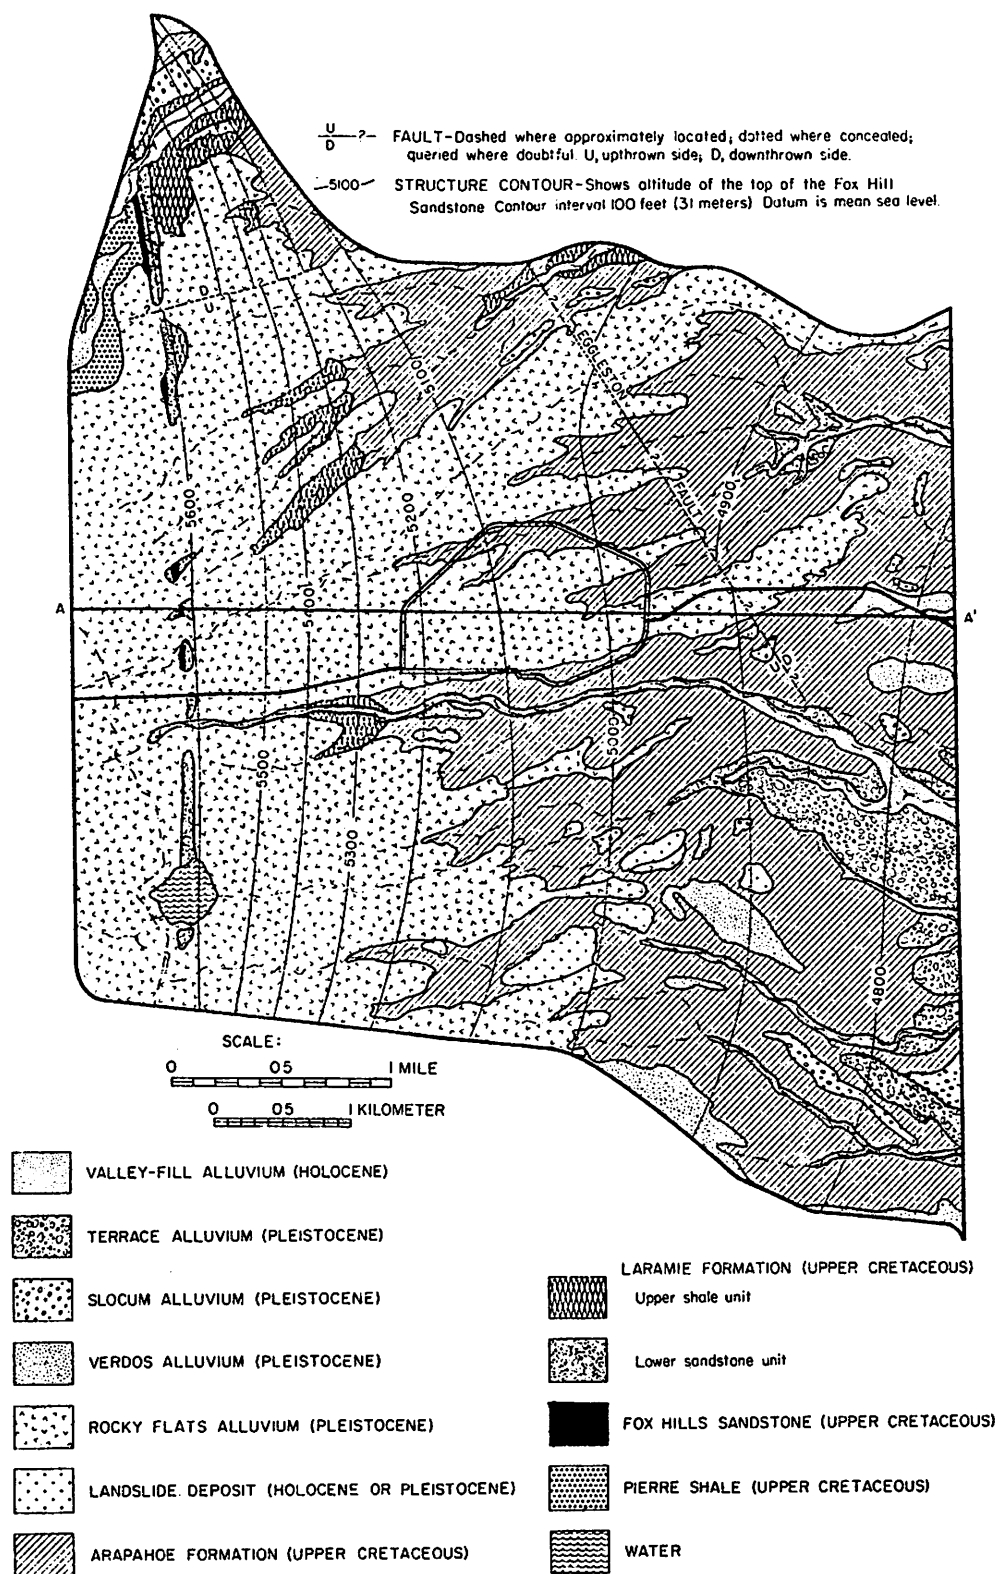 U
D
—?— FAULT-Dashed where approximately located; dotted where concealed;
queried where doubtful. U, upthrown side; D, downthrown side.
—5100— STRUCTURE CONTOUR-Shows altitude of the top of the Fox Hill
Sandstone Contour interval 100 feet (31 meters) Datum is mean sea level.
D
U
EGGLESTON
FAULT
5100
5600
5200
4900
5400
A
A'
D
U
5000
5500
5300
4800
SCALE:
0 05 1 MILE
0 05 1 KILOMETER
VALLEY-FILL ALLUVIUM (HOLOCENE)
TERRACE ALLUVIUM (PLEISTOCENE)
SLOCUM ALLUVIUM (PLEISTOCENE)
VERDOS ALLUVIUM (PLEISTOCENE)
ROCKY FLATS ALLUVIUM (PLEISTOCENE)
LANDSLIDE DEPOSIT (HOLOCENE OR PLEISTOCENE)
ARAPAHOE FORMATION (UPPER CRETACEOUS)
LARAMIE FORMATION (UPPER CRETACEOUS)
Upper shale unit
Lower sandstone unit
FOX HILLS SANDSTONE (UPPER CRETACEOUS)
PIERRE SHALE (UPPER CRETACEOUS)
WATER